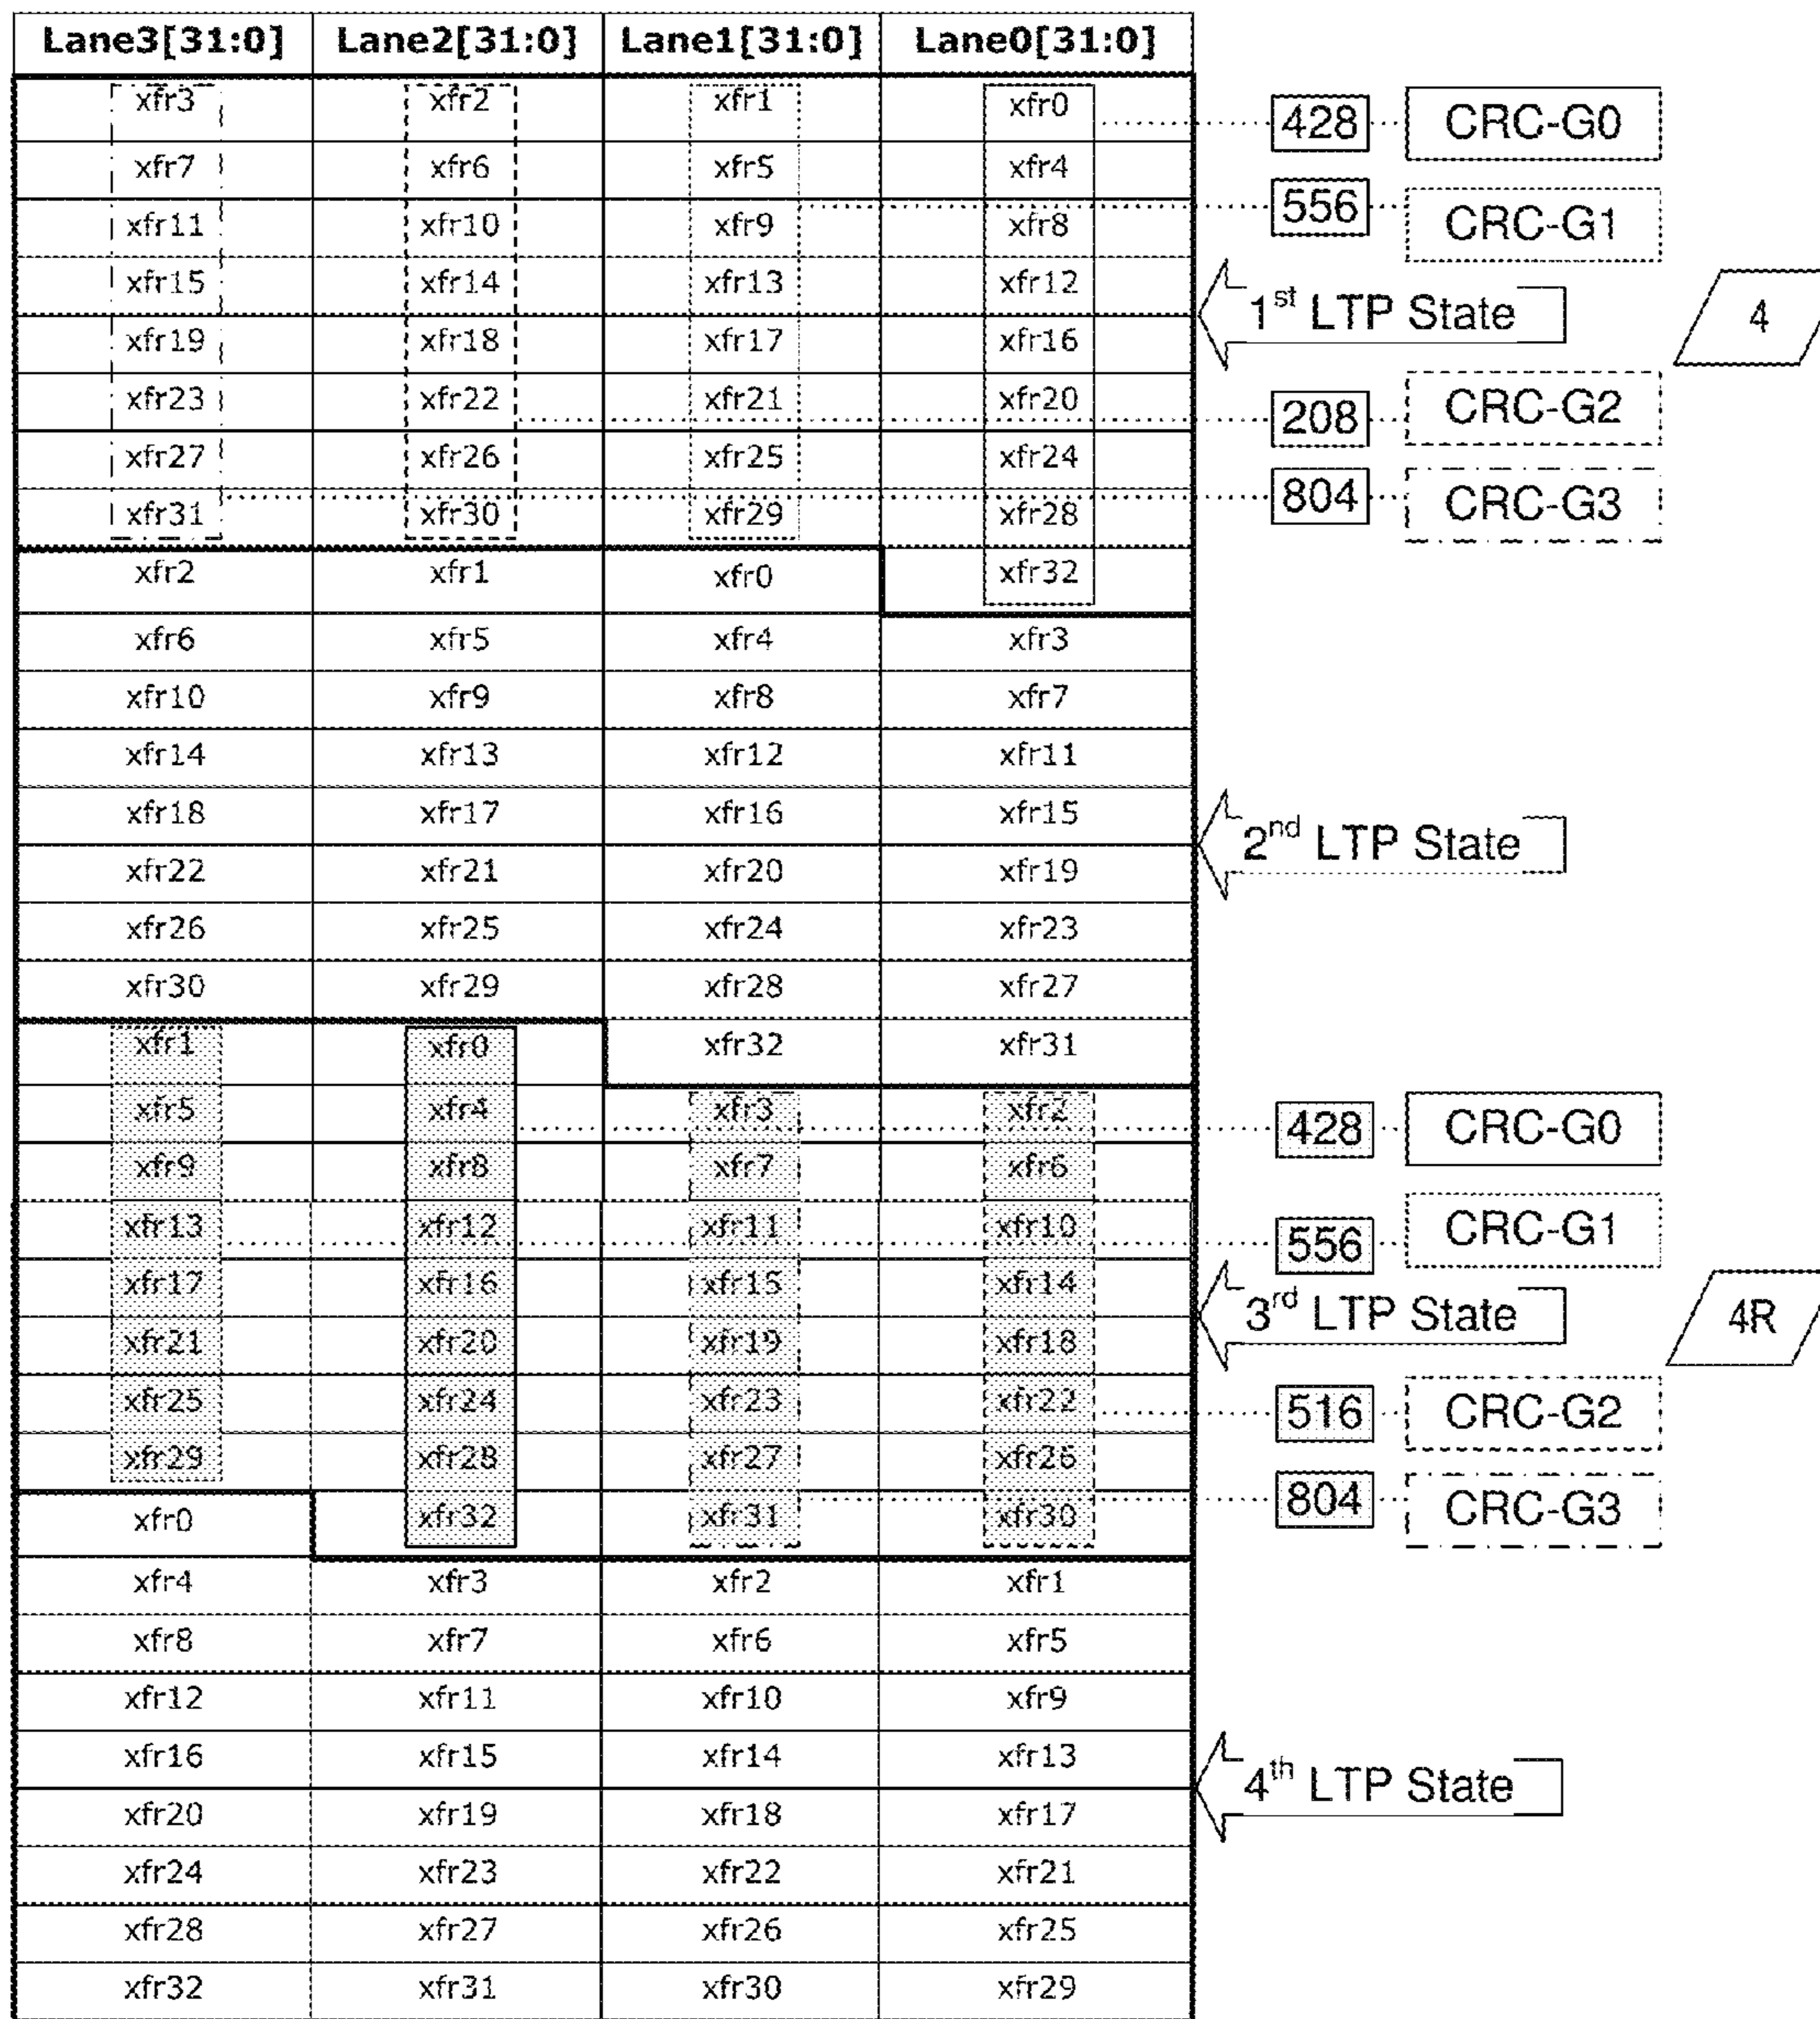 Lane3[31:0] Lane2[31:0] Lane1[31:0] Lane0[31:0]
xfr3 xfr2 xfr1 xfr0 428 CRC-G0
xfr7 xfr6 xfr5 xfr4
xfr11 xfr10 xfr9 xfr8 556 CRC-G1
xfr15 xfr14 xfr13 xfr12
1st LTP State 4
xfr19 xfr18 xfr17 xfr16
xfr23 xfr22 xfr21 xfr20 208 CRC-G2
xfr27 xfr26 xfr25 xfr24
xfr31 xfr30 xfr29 xfr28 804 CRC-G3
xfr2 xfr1 xfr0 xfr32
xfr6 xfr5 xfr4 xfr3
xfr10 xfr9 xfr8 xfr7
xfr14 xfr13 xfr12 xfr11
xfr18 xfr17 xfr16 xfr15
2nd LTP State
xfr22 xfr21 xfr20 xfr19
xfr26 xfr25 xfr24 xfr23
xfr30 xfr29 xfr28 xfr27
xfr1 xfr0 xfr32 xfr31
xfr5 xfr4 xfr3 xfr2 428 CRC-G0
xfr9 xfr8 xfr7 xfr6
xfr13 xfr12 xfr11 xfr10 556 CRC-G1
xfr17 xfr16 xfr15 xfr14
3rd LTP State 4R
xfr21 xfr20 xfr19 xfr18
xfr25 xfr24 xfr23 xfr22 516 CRC-G2
xfr29 xfr28 xfr27 xfr26
xfr0 xfr32 xfr31 xfr30 804 CRC-G3
xfr4 xfr3 xfr2 xfr1
xfr8 xfr7 xfr6 xfr5
xfr12 xfr11 xfr10 xfr9
xfr16 xfr15 xfr14 xfr13
4th LTP State
xfr20 xfr19 xfr18 xfr17
xfr24 xfr23 xfr22 xfr21
xfr28 xfr27 xfr26 xfr25
xfr32 xfr31 xfr30 xfr29